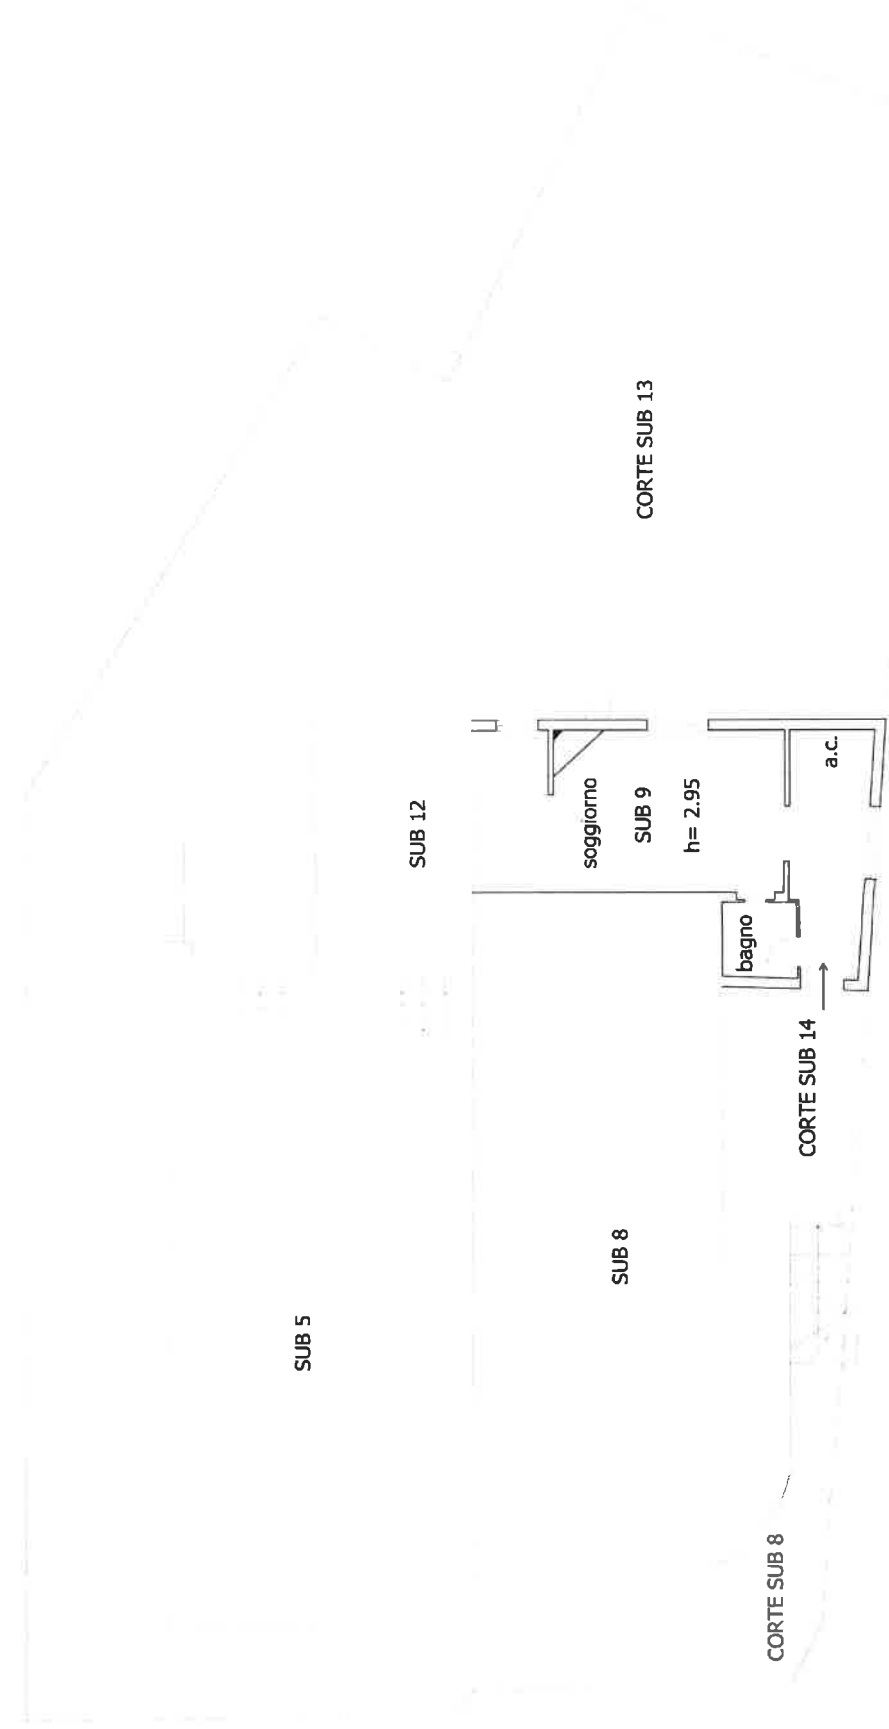 SUB 5
SUB 12
SUB 8
soggiorno
SUB 9
h= 2.95
CORTE SUB 13
bagno
a.c.
CORTE SUB 14
CORTE SUB 8